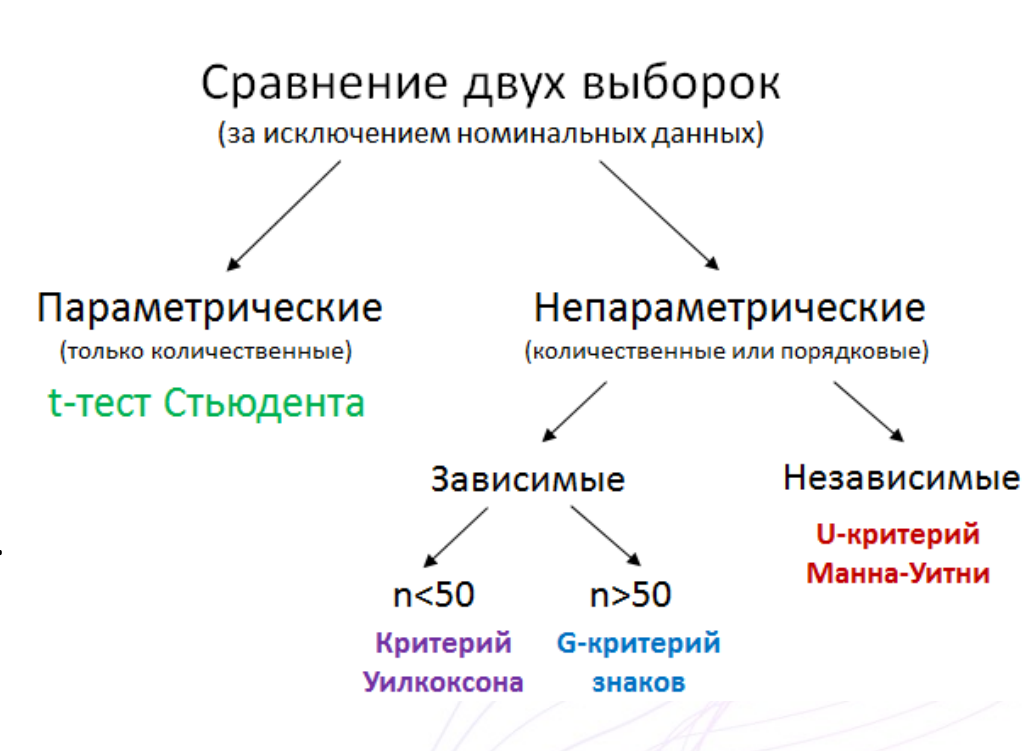 Сравнение двух выборок
(за исключением номинальных данных)
Параметрические
(только количественные)
t-тест Стьюдента
Непараметрические
(количественные или порядковые)
Зависимые
Независимые
U-критерий
Манна-Уитни
n<50
Критерий
Уилкоксона
n>50
G-критерий
знаков
.